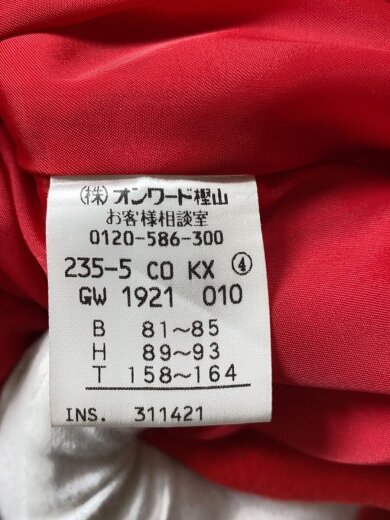 (株)オンワード樫山
お客様相談室
0120-586-300
235-5 CO KX ④
GW 1921 010
B 81~85
H 89~93
T 158~164
INS. 311421